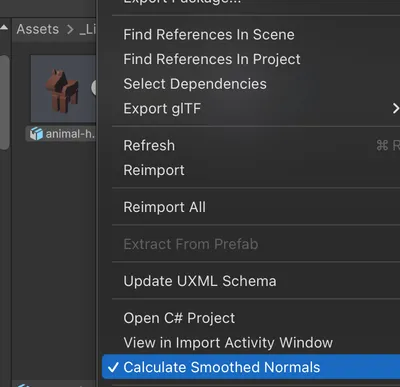 Export Package...
Assets > _Li
Find References In Scene
Find References In Project
Select Dependencies
Export glTF
animal-h...
Refresh ⌘ R
Reimport
Reimport All
Extract From Prefab
Update UXML Schema
Open C# Project
View in Import Activity Window
✓ Calculate Smoothed Normals